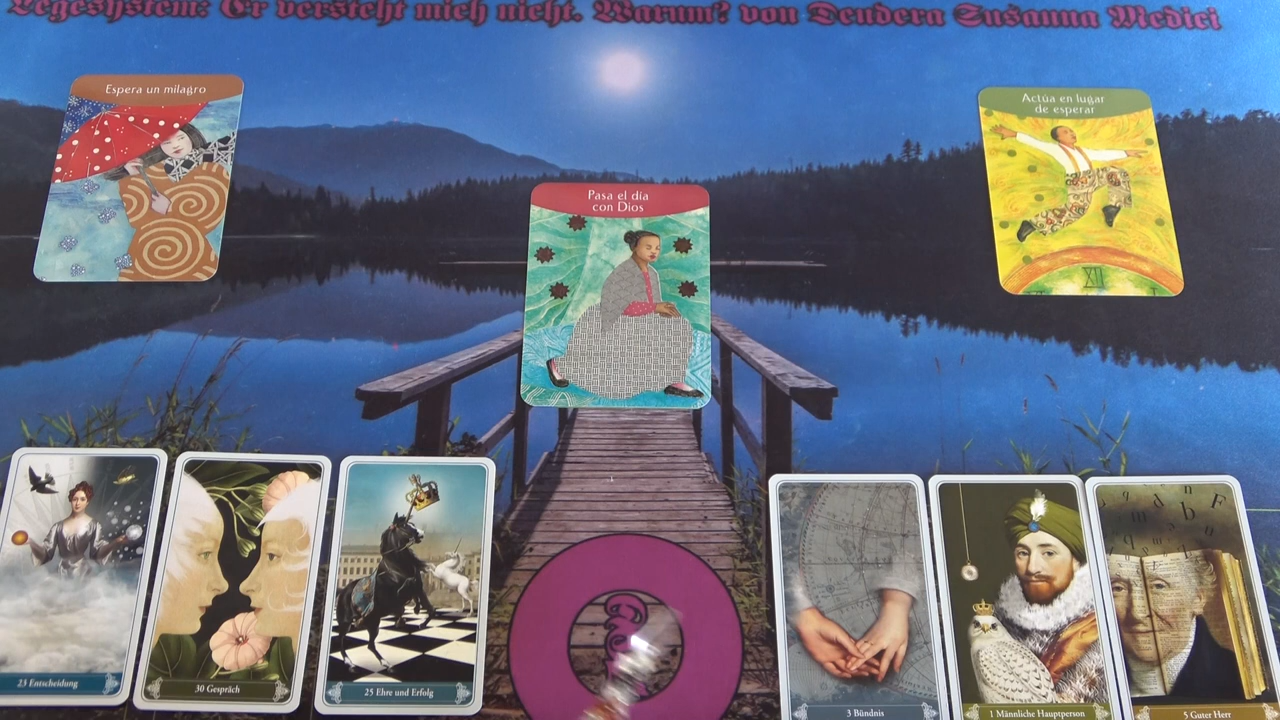 Legesystem: Er versteht mich nicht. Warum? von Dendera Susanna Medici
Espera un milagro
Actúa en lugar
de esperar
Pasa el día
con Dios
XII
23 Entscheidung
30 Gespräch
25 Ehre und Erfolg
3 Bündnis
1 Männliche Hauptperson
5 Guter Herr